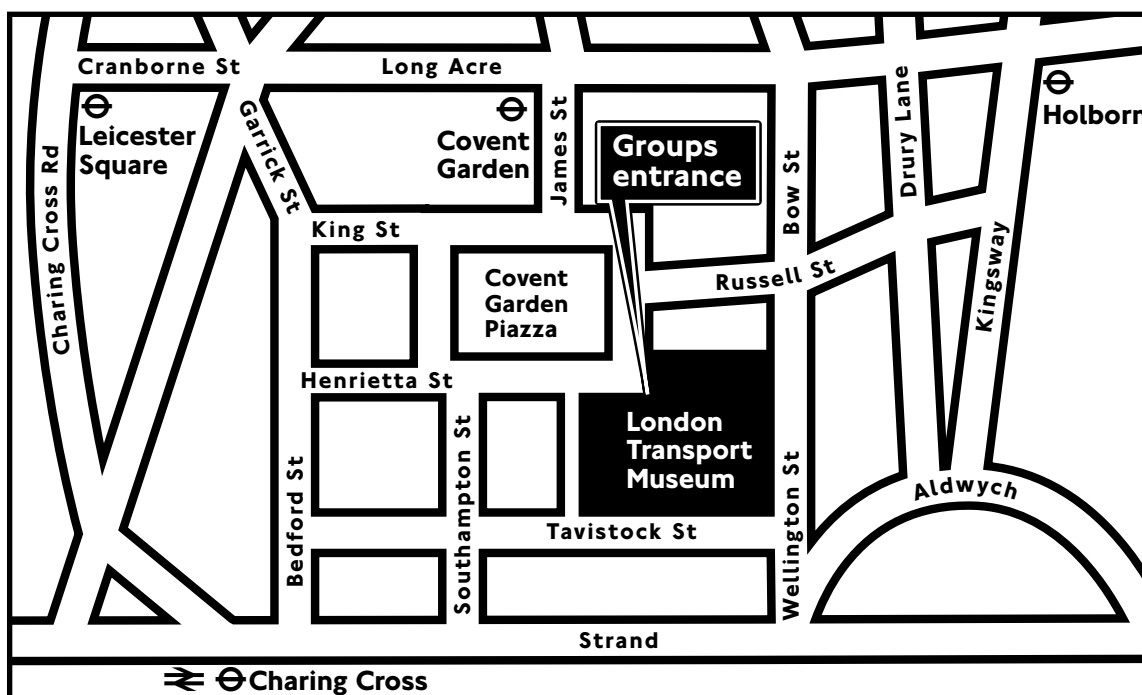 Cranborne St
Long Acre
Leicester
Square
Garrick St
Covent
Garden
James St
Groups
entrance
Bow St
Drury Lane
Holborn
Charing Cross Rd
King St
Russell St
Kingsway
Covent
Garden
Piazza
Henrietta St
London
Transport
Museum
Bedford St
Southampton St
Tavistock St
Wellington St
Aldwych
Strand
Charing Cross